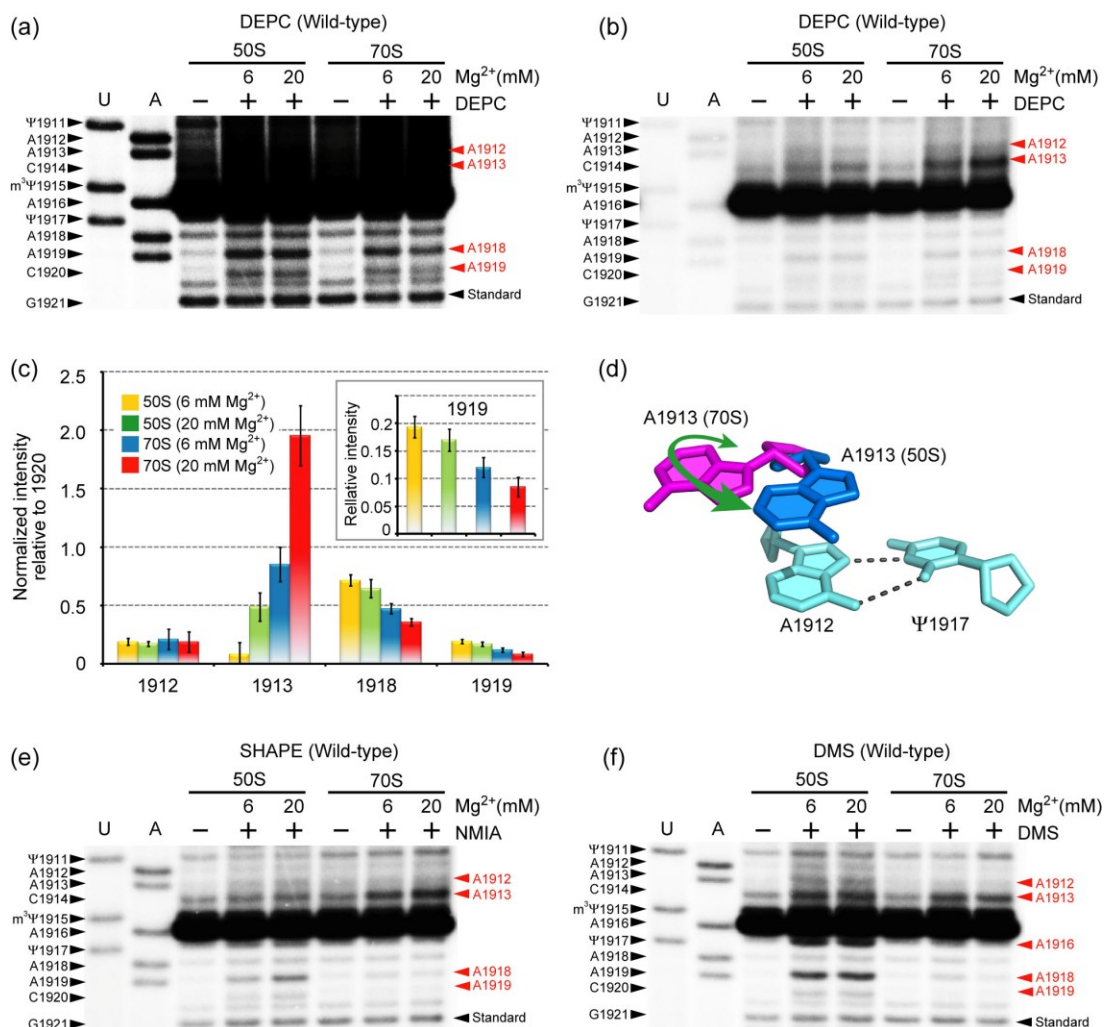 (a)
DEPC (Wild-type)
50S 70S
6 20 6 20 Mg²⁺(mM)
U A − + + − + + DEPC
Ψ1911
A1912
A1913
C1914
m³Ψ1915
A1916
Ψ1917
A1918
A1919
C1920
G1921
A1912
A1913
A1918
A1919
Standard
(b)
DEPC (Wild-type)
50S 70S
6 20 6 20 Mg²⁺(mM)
U A − + + − + + DEPC
Ψ1911
A1912
A1913
C1914
m³Ψ1915
A1916
Ψ1917
A1918
A1919
C1920
G1921
A1912
A1913
A1918
A1919
Standard
(c)
Normalized intensity
relative to 1920
2.5
2.0
1.5
1.0
0.5
0
50S (6 mM Mg²⁺)
50S (20 mM Mg²⁺)
70S (6 mM Mg²⁺)
70S (20 mM Mg²⁺)
1919
Rellative intensity
0.2
0.15
0.1
0.05
0
1912 1913 1918 1919
(d)
A1913 (70S)
A1913 (50S)
A1912
Ψ1917
(e)
SHAPE (Wild-type)
50S 70S
6 20 6 20 Mg²⁺(mM)
U A − + + − + + NMIA
Ψ1911
A1912
A1913
C1914
m³Ψ1915
A1916
Ψ1917
A1918
A1919
C1920
G1921
A1912
A1913
A1918
A1919
Standard
(f)
DMS (Wild-type)
50S 70S
6 20 6 20 Mg²⁺(mM)
U A − + + − + + DMS
Ψ1911
A1912
A1913
C1914
m³Ψ1915
A1916
Ψ1917
A1918
A1919
C1920
G1921
A1912
A1913
A1916
A1918
A1919
Standard